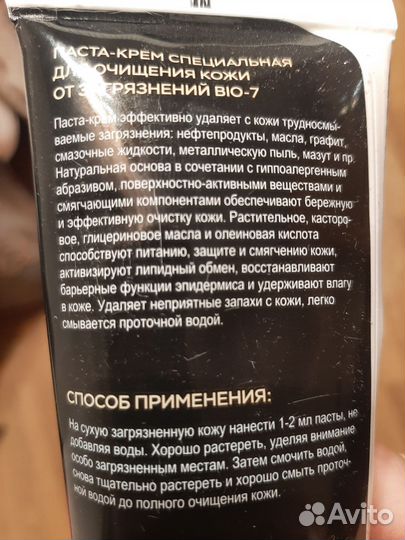 ПАСТА-КРЕМ СПЕЦИАЛЬНАЯ
ДЛЯ ОЧИЩЕНИЯ КОЖИ
ОТ ЗАГРЯЗНЕНИЙ BIO-7
Паста-крем эффективно удаляет с кожи трудносмы-
ваемые загрязнения: нефтепродукты, масла, графит,
смазочные жидкости, металлическую пыль, мазут и пр.
Натуральная основа в сочетании с гиппоалергенным
абразивом, поверхностно-активными веществами и
смягчающими компонентами обеспечивают бережную
и эффективную очистку кожи. Растительное, касторо-
вое, глицериновое масла и олеиновая кислота
способствуют питанию, защите и смягчению кожи,
активизируют липидный обмен, восстанавливают
барьерные функции эпидермиса и удерживают влагу
в коже. Удаляет неприятные запахи с кожи, легко
смывается проточной водой.
СПОСОБ ПРИМЕНЕНИЯ:
На сухую загрязненную кожу нанести 1-2 мл пасты, не
добавляя воды. Хорошо растереть, уделяя внимание
особо загрязненным местам. Затем смочить водой,
снова тщательно растереть и хорошо смыть проточ-
ной водой до полного очищения кожи.
Avito